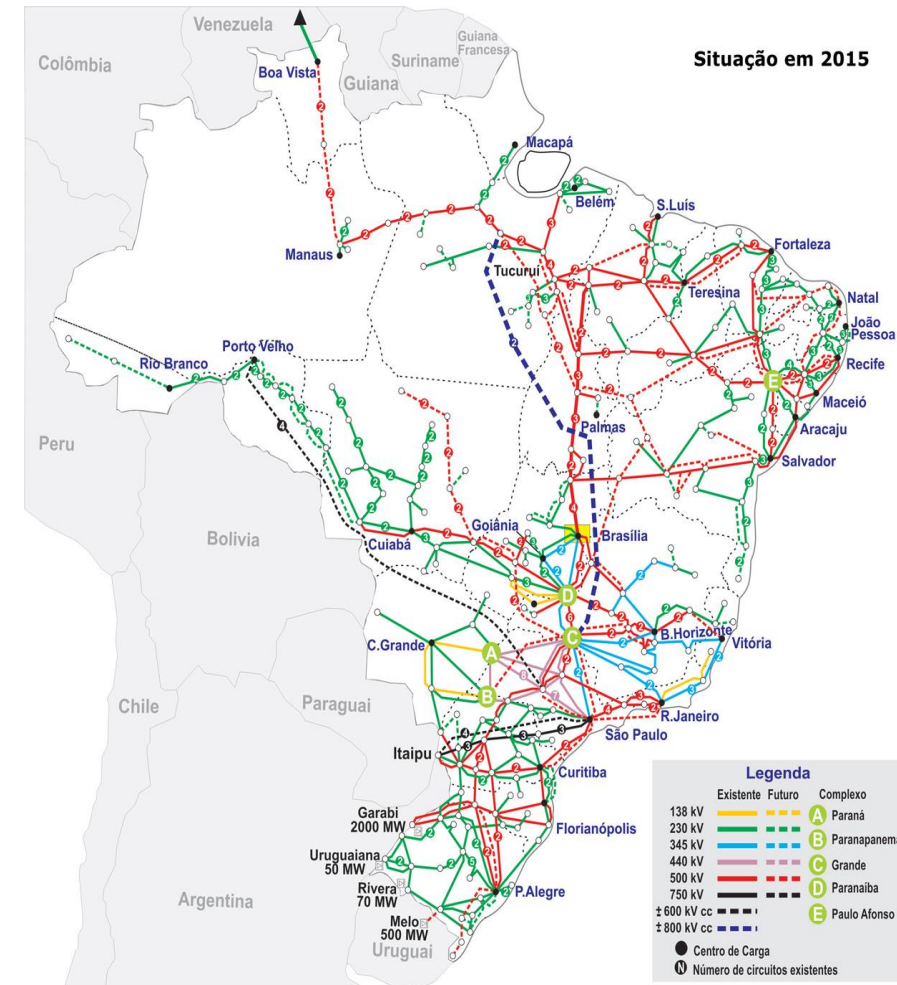 Venezuela
Colômbia
Boa Vista
Guiana
Suriname
Guiana
Francesa
Situação em 2015
Macapá
Belém
S.Luis
Manaus
Tucuruí
Fortaleza
Teresina
Natal
João
Pessoa
Recife
Maceió
Aracaju
Salvador
Porto Velho
Rio Branco
Palmas
Peru
Bolivia
Cuiabá
Goiânia
Brasília
B.Horizonte
Vitória
C.Grande
R.Janeiro
São Paulo
Chile
Paraguai
Itaipu
Curitiba
Florianópolis
Garabi
2000 MW
Uruguaiana
50 MW
Rivera
70 MW
Melo
500 MW
P.Alegre
Argentina
Uruguai
A
B
C
D
E
Legenda
Existente Futuro Complexo
138 kV A Paraná
230 kV B Paranapanema
345 kV C Grande
440 kV D Paranaiba
500 kV E Paulo Afonso
750 kV
± 600 kV cc
± 800 kV cc
Centro de Carga
N Número de circuitos existentes